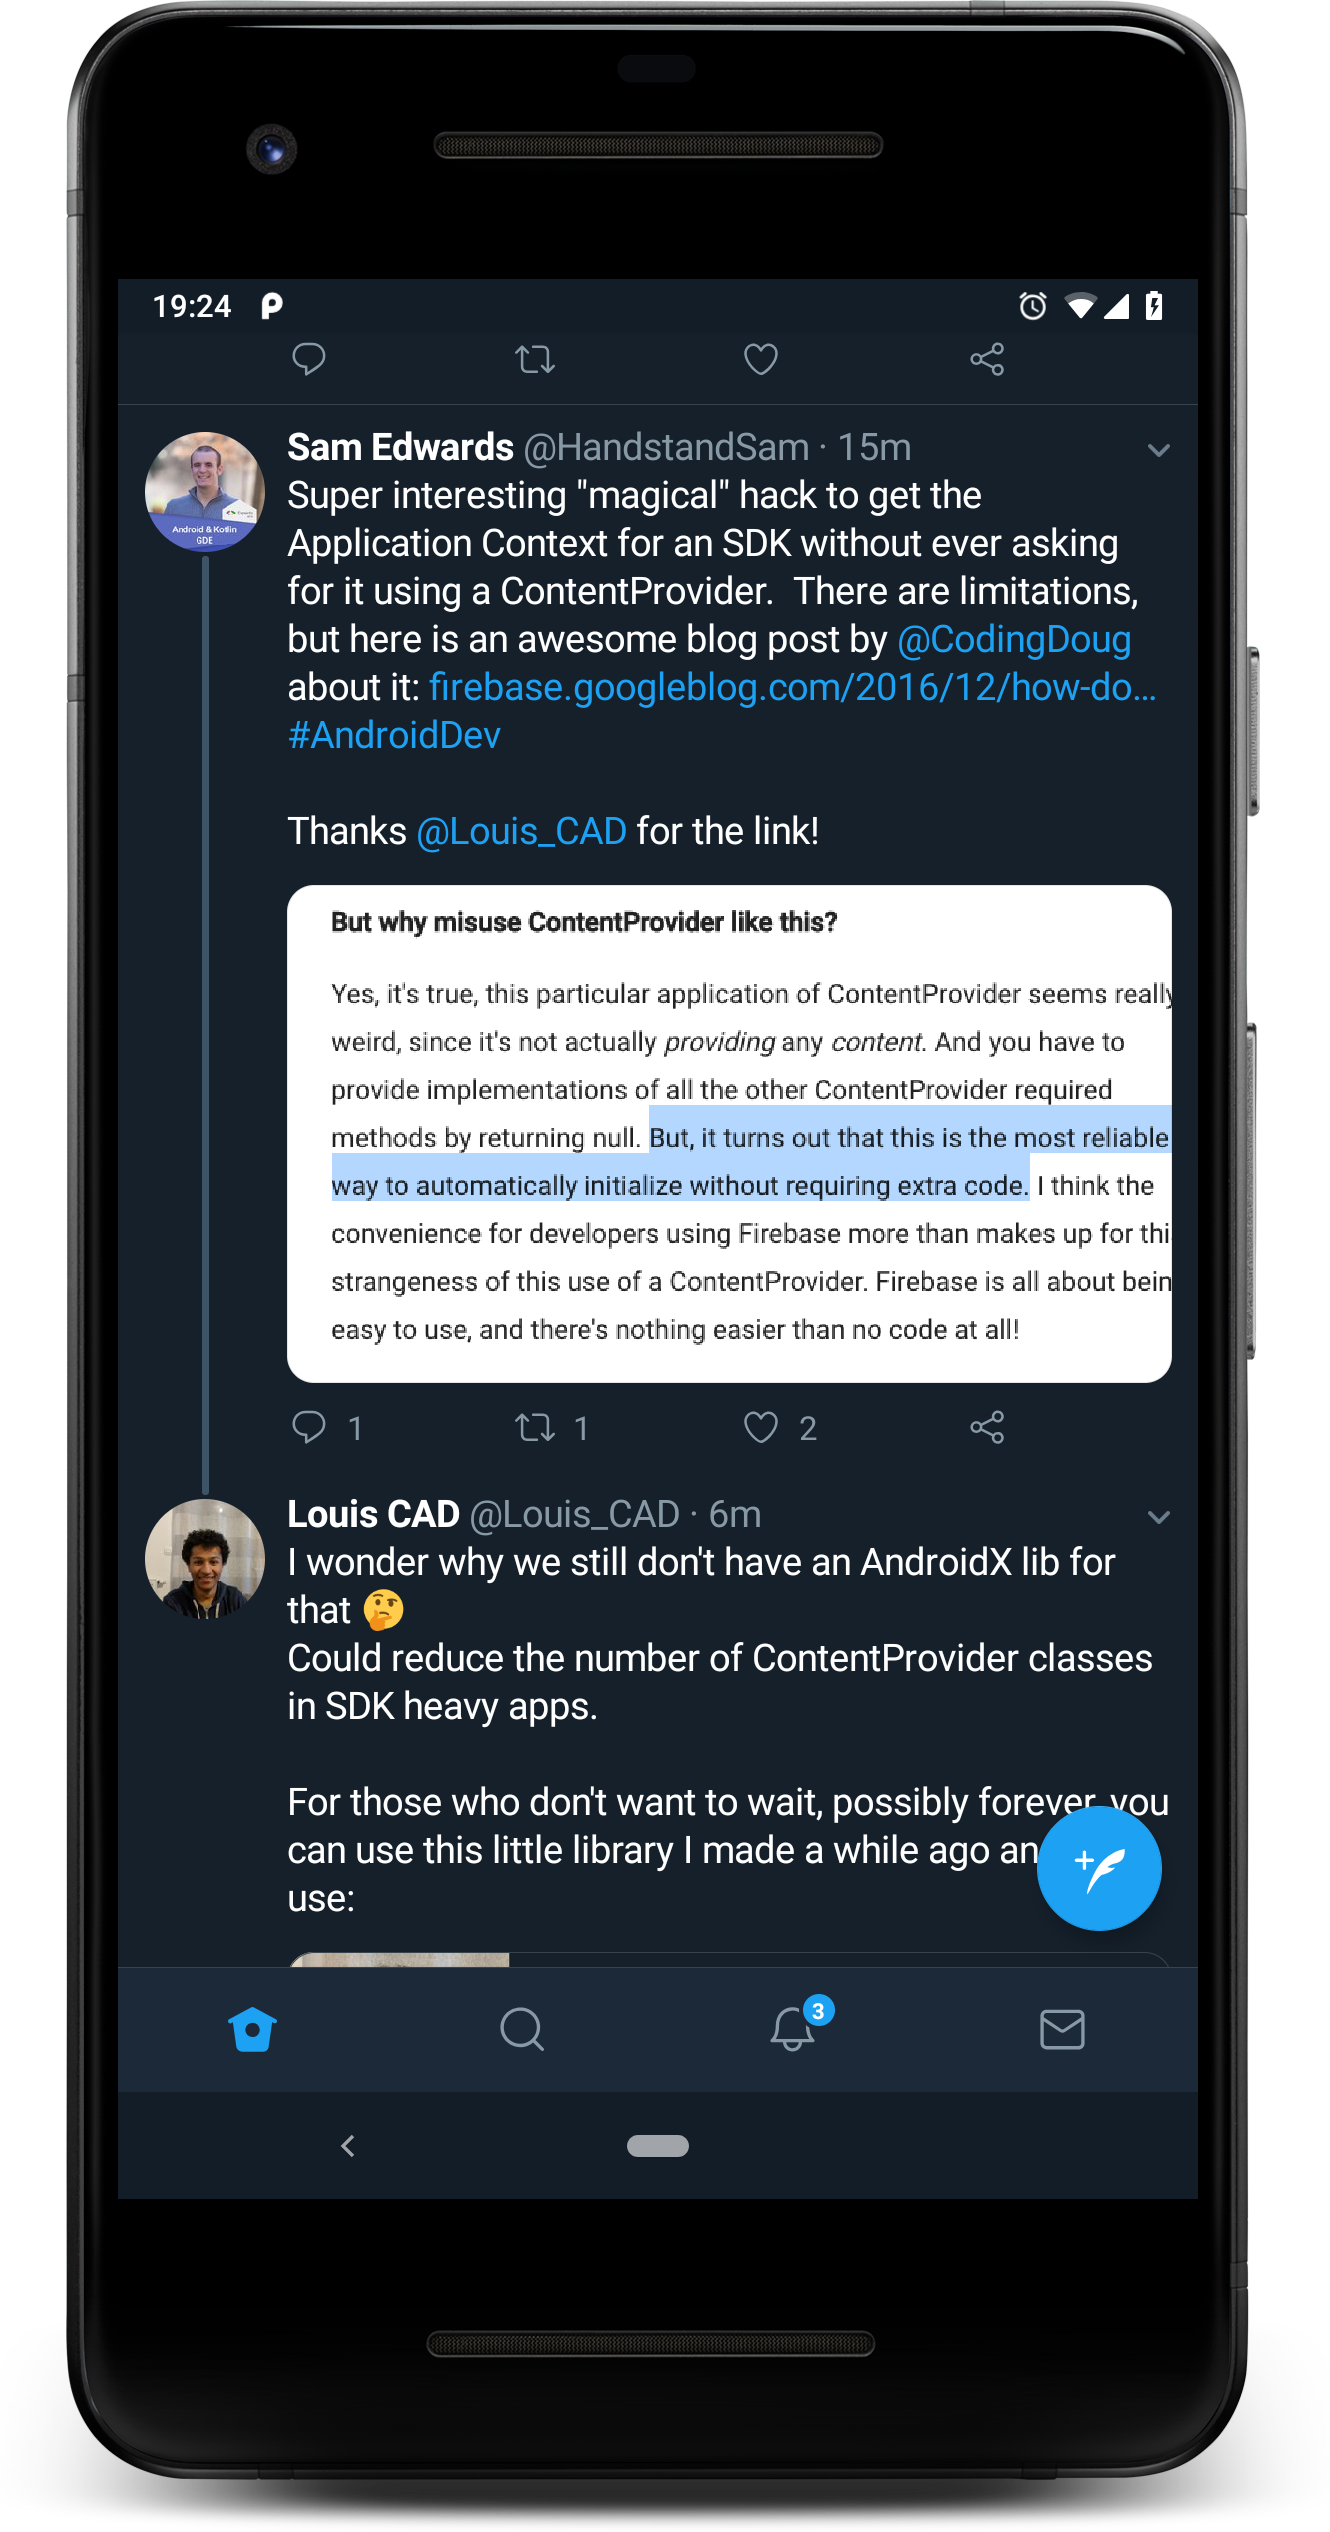 19:24
Sam Edwards @HandstandSam · 15m
Super interesting "magical" hack to get the
Application Context for an SDK without ever asking
for it using a ContentProvider.  There are limitations,
but here is an awesome blog post by @CodingDoug
about it: firebase.googleblog.com/2016/12/how-do…
#AndroidDev
Thanks @Louis_CAD for the link!
Android & Kotlin
GDE
But why misuse ContentProvider like this?
Yes, it's true, this particular application of ContentProvider seems really
weird, since it's not actually providing any content. And you have to
provide implementations of all the other ContentProvider required
methods by returning null. But, it turns out that this is the most reliable
way to automatically initialize without requiring extra code. I think the
convenience for developers using Firebase more than makes up for thi
strangeness of this use of a ContentProvider. Firebase is all about bein
easy to use, and there's nothing easier than no code at all!
1 1 2
Louis CAD @Louis_CAD · 6m
I wonder why we still don't have an AndroidX lib for
that 🤔
Could reduce the number of ContentProvider classes
in SDK heavy apps.
For those who don't want to wait, possibly forever, you
can use this little library I made a while ago an
use:
3